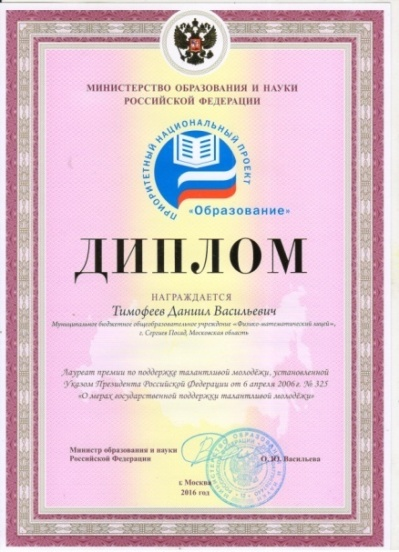 МИНИСТЕРСТВО ОБРАЗОВАНИЯ И НАУКИ
РОССИЙСКОЙ ФЕДЕРАЦИИ
ПРИОРИТЕТНЫЙ НАЦИОНАЛЬНЫЙ ПРОЕКТ
«Образование»
ДИПЛОМ
НАГРАЖДАЕТСЯ
Тимофеев Даниил Васильевич
Муниципальное бюджетное общеобразовательное учреждение «Физико-математический лицей»,
г. Сергиев Посад, Московская область
Лауреат премии по поддержке талантливой молодёжи, установленной
Указом Президента Российской Федерации от 6 апреля 2006 г. № 325
«О мерах государственной поддержки талантливой молодёжи»
Министр образования и науки
Российской Федерации
О. Ю. Васильева
г. Москва
2016 год